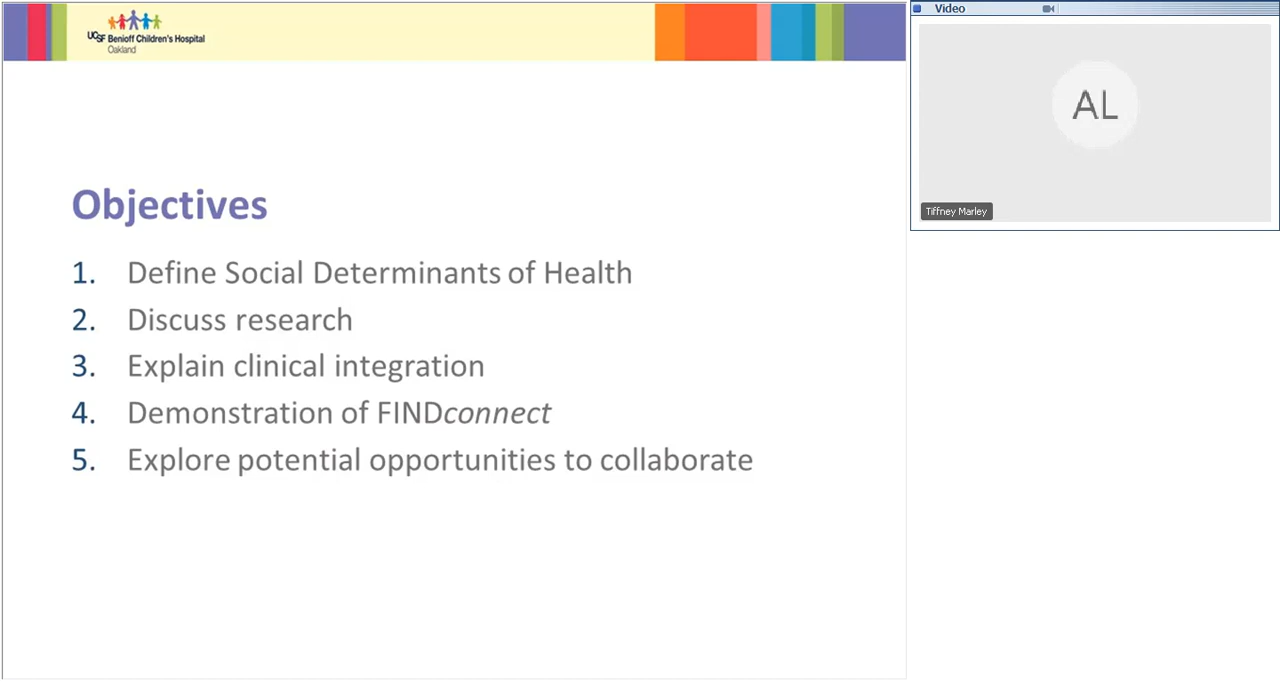 UCSF Benioff Children's Hospital
Oakland
Objectives
1. Define Social Determinants of Health
2. Discuss research
3. Explain clinical integration
4. Demonstration of FINDconnect
5. Explore potential opportunities to collaborate
Video
AL
Tiffney Marley